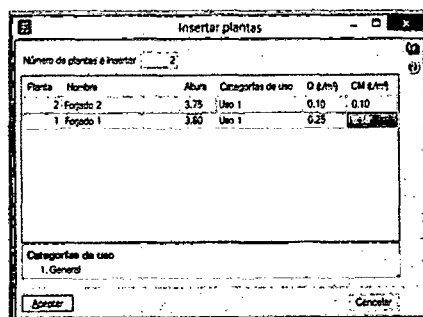 Insertar plantas
Número de plantas a insertar 2
Planta Nombre Altura Categorías de uso Q (t/m²) CM (t/m²)
2 Forjado 2 3.75 Uso 1 0.10 0.10
1 Forjado 1 3.60 Uso 1 0.25
Categorías de uso
1. General
Aceptar Cancelar